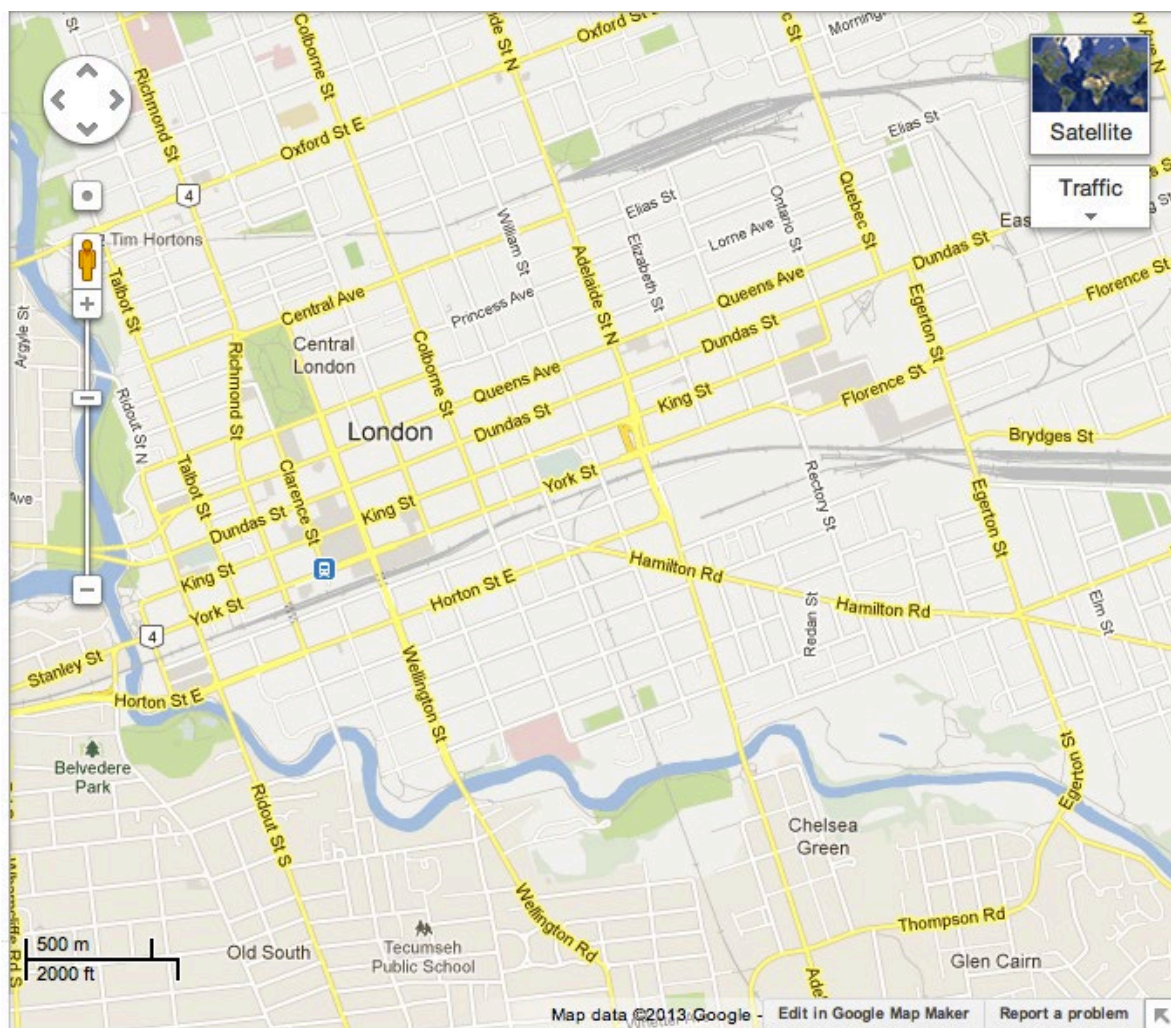 Oxford St E
Colborne St
Richmond St
Oxford St E
4
Satellite
Traffic
Elias St
Quebec St
Tim Hortons
Talbot St
William St
Elias St
Elizabeth St
Ontario St
Lorne Ave
Dundas St
Adelaide St N
Queens Ave
Florence St
Central Ave
Princess Ave
Argyle St
Richmond St
Central
London
Colborne St
Dundas St
Egerton St
Queens Ave
King St
Florence St
Ridout St N
London
Dundas St
Brydges St
Talbot St
Clarence St
York St
King St
Rectory St
Egerton St
Ave
Dundas St
King St
York St
Horton St E
Hamilton Rd
Hamilton Rd
Redan St
Elm St
4
Stanley St
Wellington St
Horton St E
Belvedere
Park
Egerton St
Ridout St S
Chelsea
Green
Wellington Rd
Thompson Rd
500 m
2000 ft
Old South
Tecumseh
Public School
Glen Cairn
Map data ©2013 Google -
Edit in Google Map Maker
Report a problem